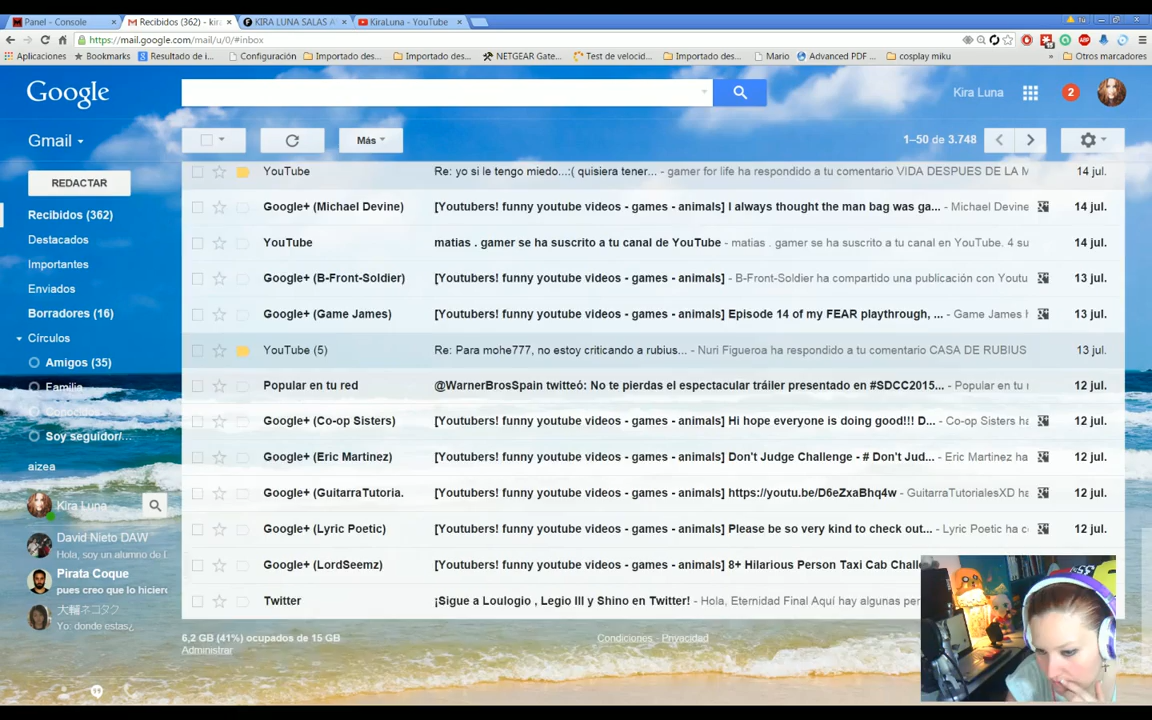 Panel - Console
Recibidos (362) - kira
KIRA LUNA SALAS A
KiraLuna - YouTube
https://mail.google.com/mail/u/0/#inbox
Aplicaciones
Bookmarks
Resultado de i...
Configuración
Importado des...
Importado des...
NETGEAR Gate...
Test de velocid...
Importado des...
Mario
Advanced PDF ...
cosplay miku
»
Otros marcadores
Google
Kira Luna
2
Gmail
Más
1–50 de 3.748
REDACTAR
Recibidos (362)
Destacados
Importantes
Enviados
Borradores (16)
Círculos
Amigos (35)
Familia
Conocidos
Soy seguidor/...
aizea
Kira Luna
David Nieto DAW
Hola, soy un alumno de
Pirata Coque
pues creo que lo hiciero
大輔ネコタク
Yo: donde estas¿
YouTube Re: yo si le tengo miedo...:( quisiera tener... - gamer for life ha respondido a tu comentario VIDA DESPUES DE LA M 14 jul.
Google+ (Michael Devine) [Youtubers! funny youtube videos - games - animals] I always thought the man bag was ga... - Michael Devine 14 jul.
YouTube matias . gamer se ha suscrito a tu canal de YouTube - matias . gamer se ha suscrito a tu canal en YouTube. 4 su 14 jul.
Google+ (B-Front-Soldier) [Youtubers! funny youtube videos - games - animals] - B-Front-Soldier ha compartido una publicación con Youtu 13 jul.
Google+ (Game James) [Youtubers! funny youtube videos - games - animals] Episode 14 of my FEAR playthrough, ... - Game James h 13 jul.
YouTube (5) Re: Para mohe777, no estoy criticando a rubius... - Nuri Figueroa ha respondido a tu comentario CASA DE RUBIUS 13 jul.
Popular en tu red @WarnerBrosSpain twitteó: No te pierdas el espectacular tráiler presentado en #SDCC2015... - Popular en tu r 12 jul.
Google+ (Co-op Sisters) [Youtubers! funny youtube videos - games - animals] Hi hope everyone is doing good!!! D... - Co-op Sisters ha 12 jul.
Google+ (Eric Martinez) [Youtubers! funny youtube videos - games - animals] Don't Judge Challenge - # Don't Jud... - Eric Martinez ha 12 jul.
Google+ (GuitarraTutoria. [Youtubers! funny youtube videos - games - animals] https://youtu.be/D6eZxaBhq4w - GuitarraTutorialesXD ha 12 jul.
Google+ (Lyric Poetic) [Youtubers! funny youtube videos - games - animals] Please be so very kind to check out... - Lyric Poetic ha c 12 jul.
Google+ (LordSeemz) [Youtubers! funny youtube videos - games - animals] 8+ Hilarious Person Taxi Cab Challe
Twitter ¡Sigue a Loulogio , Legio III y Shino en Twitter! - Hola, Eternidad Final Aquí hay algunas per
6,2 GB (41%) ocupados de 15 GB
Administrar
Condiciones - Privacidad